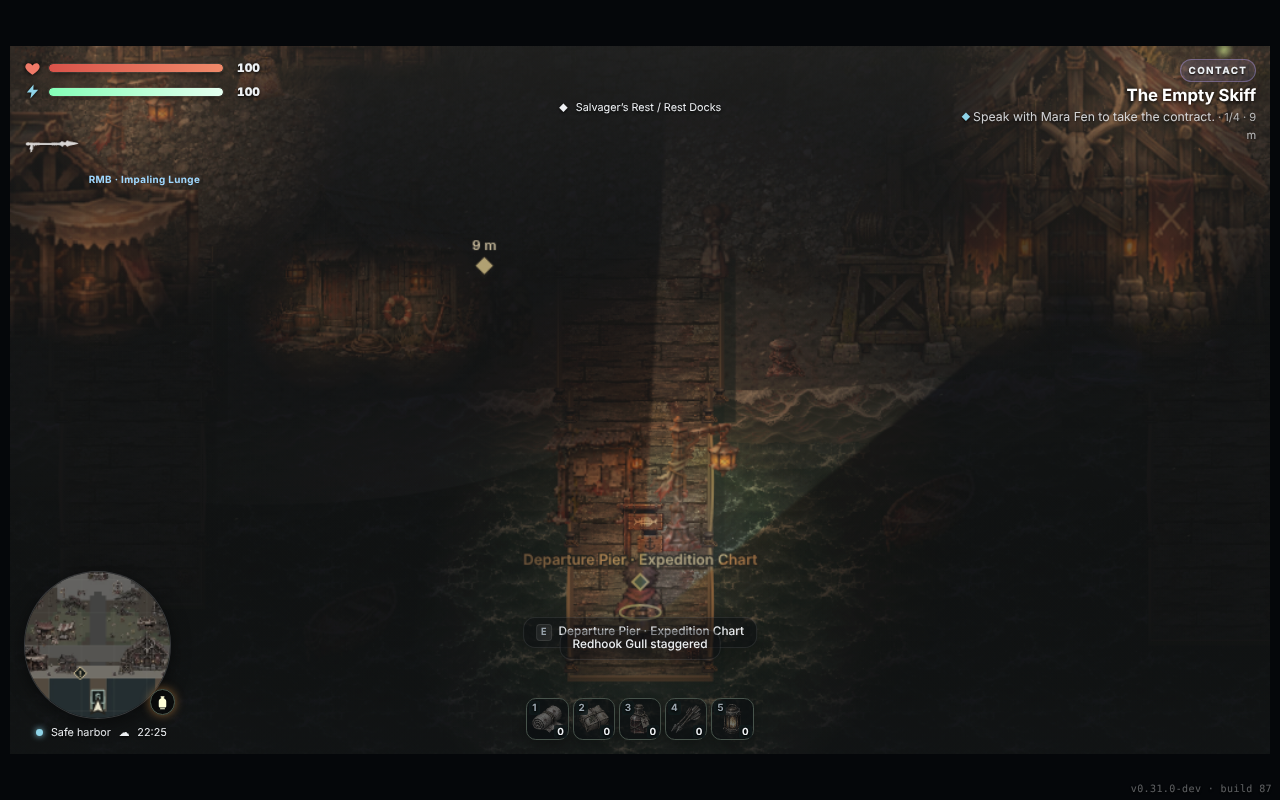 100
100
CONTACT
The Empty Skiff
Speak with Mara Fen to take the contract. · 1/4 · 9
m
Salvager's Rest / Rest Docks
RMB · Impaling Lunge
9 m
Departure Pier · Expedition Chart
E Departure Pier · Expedition Chart
Redhook Gull staggered
1 0 2 0 3 0 4 0 5 0
Safe harbor 22:25
v0.31.0-dev · build 87